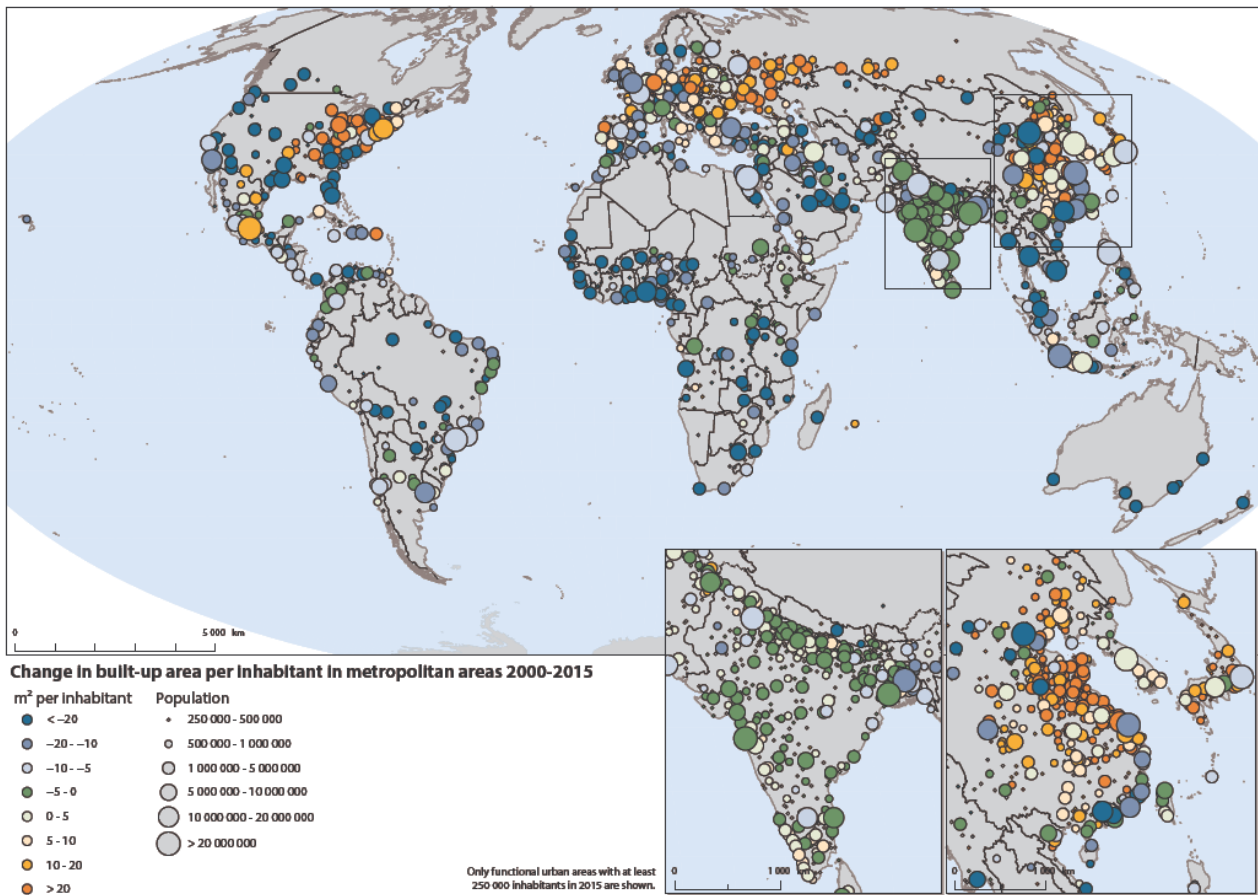 0
5 000 km
Change in built-up area per inhabitant in metropolitan areas 2000-2015
m² per inhabitant
< –20
–20 - –10
–10 - –5
–5 - 0
0 - 5
5 - 10
10 - 20
> 20
Population
250 000 - 500 000
500 000 - 1 000 000
1 000 000 - 5 000 000
5 000 000 - 10 000 000
10 000 000 - 20 000 000
> 20 000 000
Only functional urban areas with at least
250 000 inhabitants in 2015 are shown.
0
1 000 km
0
1 000 km